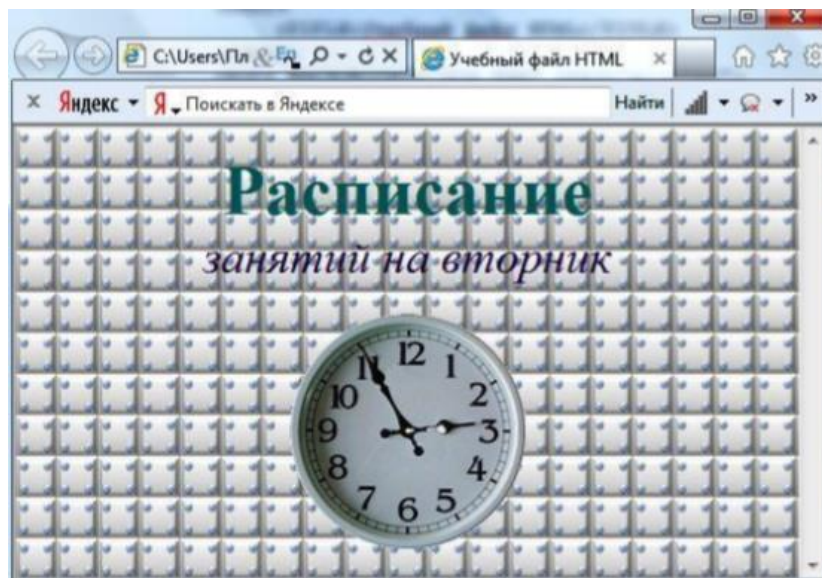 C:\Users\Пл
Учебный файл HTML
Яндекс Я Поискать в Яндексе Найти
Расписание
занятий на вторник
12
11 1
10 2
9 3
8 4
7 6 5